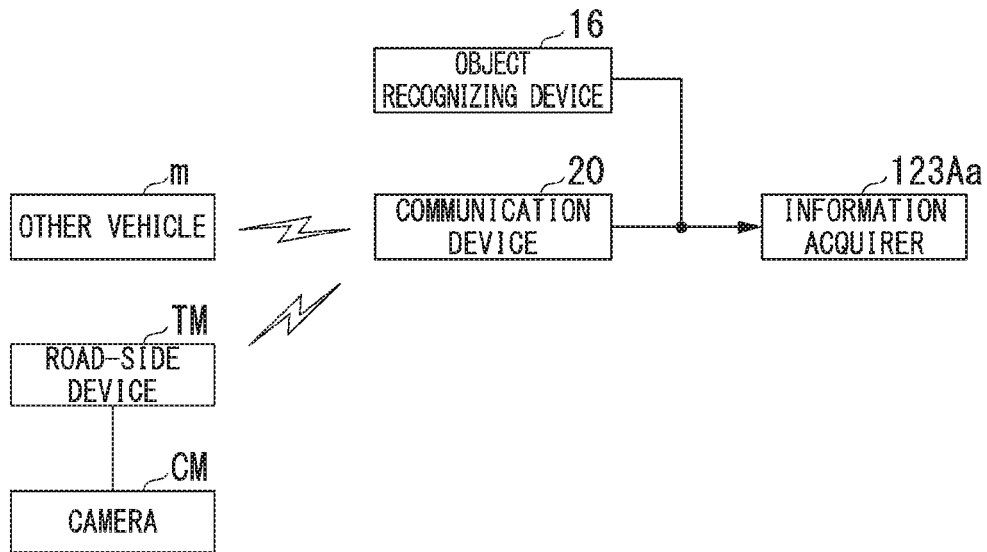 16
OBJECT
RECOGNIZING DEVICE
m
OTHER VEHICLE
20
COMMUNICATION
DEVICE
123Aa
INFORMATION
ACQUIRER
TM
ROAD-SIDE
DEVICE
CM
CAMERA